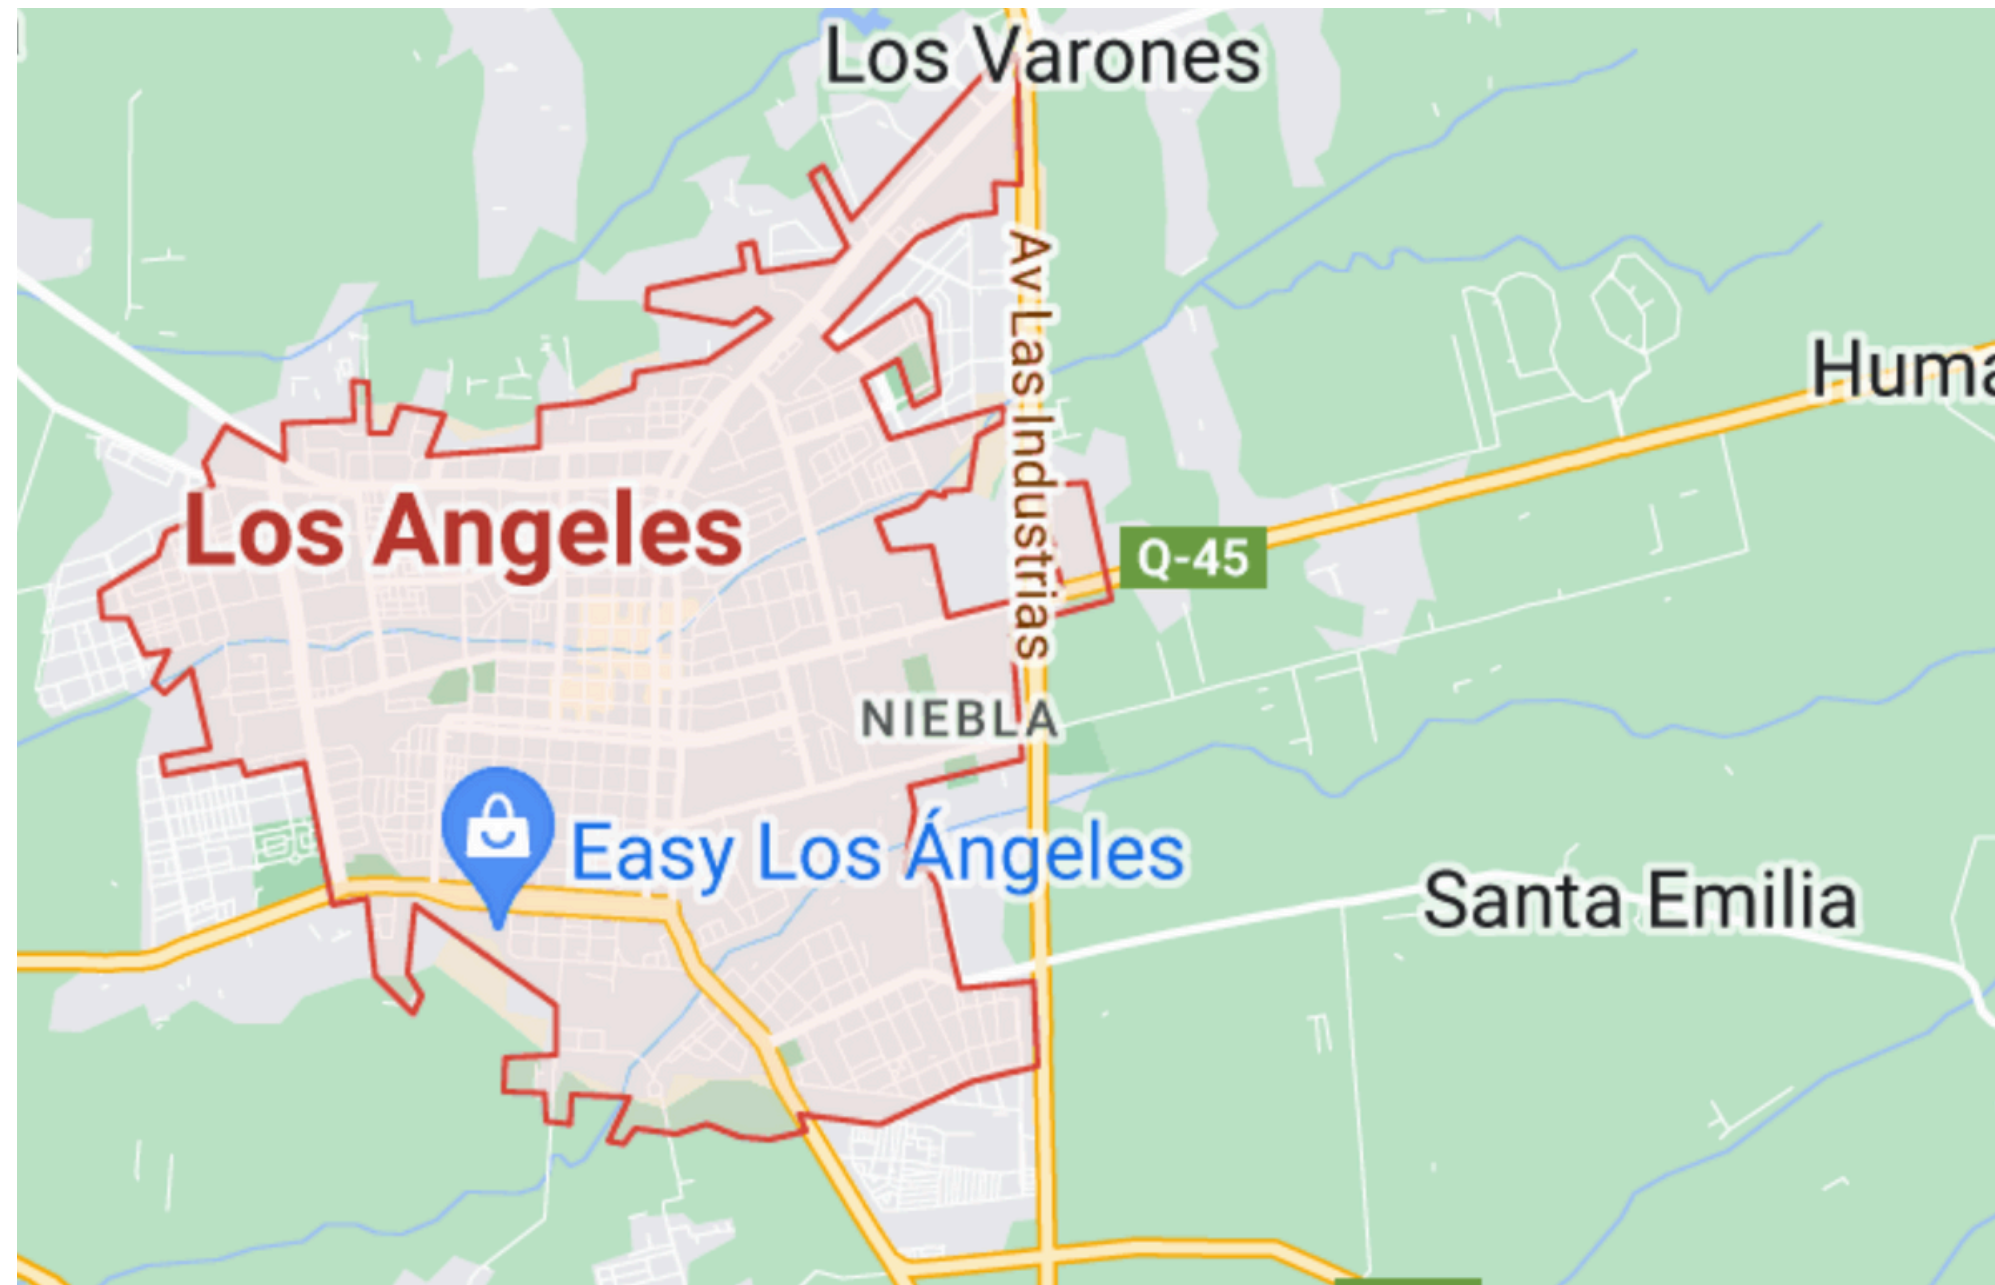 Los Varones
Av Las Industrias
Huma
Los Angeles
Q-45
NIEBLA
Easy Los Ángeles
Santa Emilia